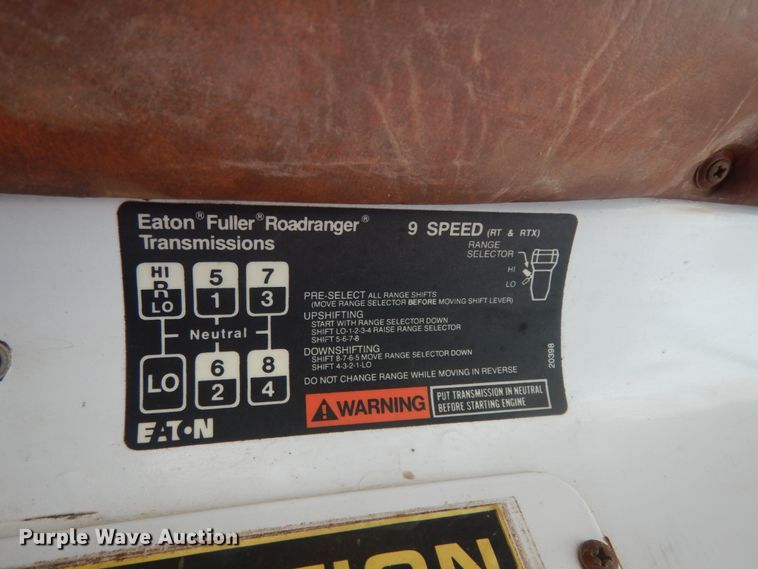 Eaton® Fuller® Roadranger®
Transmissions
9 SPEED (RT & RTX)
RANGE
SELECTOR
HI
LO
HI
R
LO
5
1
7
3
Neutral
LO
6
2
8
4
PRE-SELECT ALL RANGE SHIFTS
(MOVE RANGE SELECTOR BEFORE MOVING SHIFT LEVER)
UPSHIFTING
START WITH RANGE SELECTOR DOWN
SHIFT LO-1-2-3-4 RAISE RANGE SELECTOR
SHIFT 5-6-7-8
DOWNSHIFTING
SHIFT 8-7-6-5 MOVE RANGE SELECTOR DOWN
SHIFT 4-3-2-1-LO
DO NOT CHANGE RANGE WHILE MOVING IN REVERSE
20398
WARNING
PUT TRANSMISSION IN NEUTRAL
BEFORE STARTING ENGINE
EATON
Purple Wave Auction